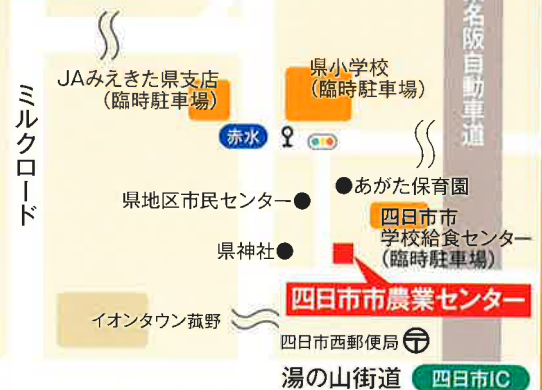 名阪自動車道
JAみえきた県支店
(臨時駐車場)
県小学校
(臨時駐車場)
ミルクロード
赤水
あがた保育園
県地区市民センター
四日市市
学校給食センター
(臨時駐車場)
県神社
四日市市農業センター
イオンタウン菰野
四日市西郵便局
湯の山街道
四日市IC